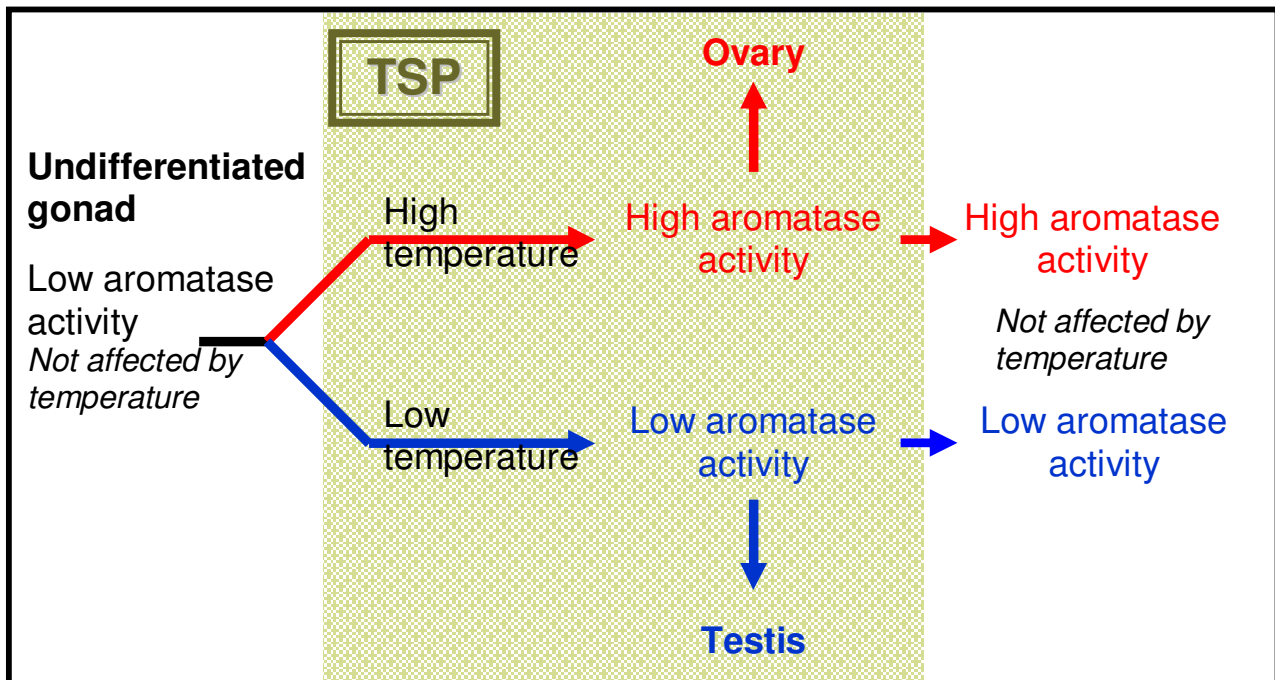 TSP
Ovary
Undifferentiated
gonad
Low aromatase
activity
Not affected by
temperature
High
temperature
High aromatase
activity
High aromatase
activity
Not affected by
temperature
Low
temperature
Low aromatase
activity
Low aromatase
activity
Testis